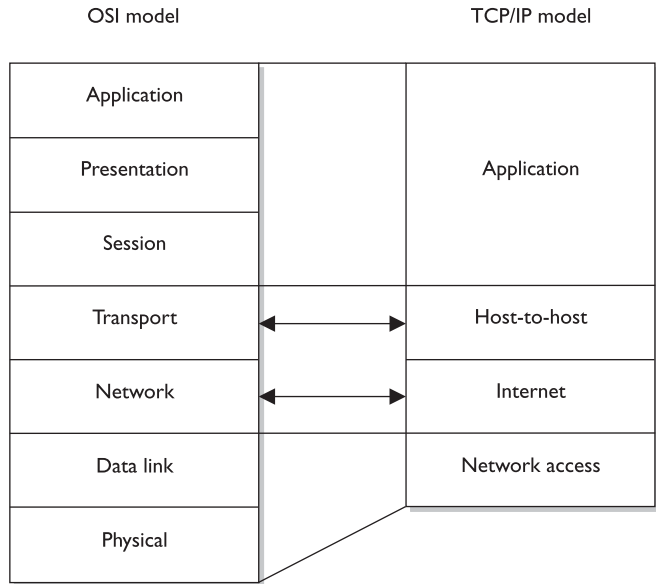 OSI model
TCP/IP model
Application
Presentation
Application
Session
Transport
Host-to-host
Network
Internet
Data link
Network access
Physical